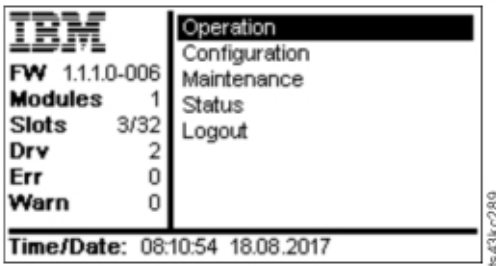 IBM
FW 1.1.1.0-006
Modules 1
Slots 3/32
Drv 2
Err 0
Warn 0
Operation
Configuration
Maintenance
Status
Logout
Time/Date: 08:10:54 18.08.2017
ts43kc289